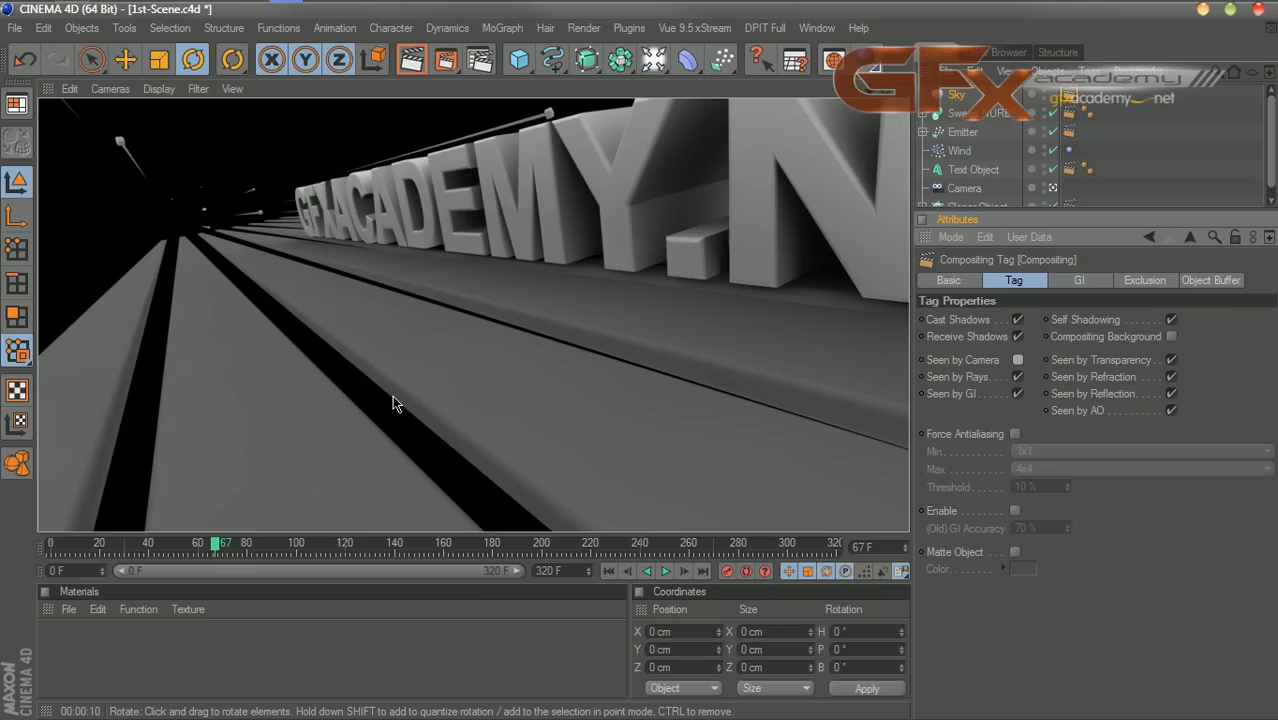 CINEMA 4D (64 Bit) - [1st-Scene.c4d *]
File Edit Objects Tools Selection Structure Functions Animation Character Dynamics MoGraph Hair Render Plugins Vue 9.5 xStream DPIT Full Window Help
Browser Structure
Edit Cameras Display Filter View
GFx academy
gfxacademy net
Sky
Emitter
Wind
Text Object
Camera
GFXACADEMY.N
Attributes
Mode Edit User Data
Compositing Tag [Compositing]
Basic Tag GI Exclusion Object Buffer
Tag Properties
Cast Shadows Self Shadowing
Receive Shadows Compositing Background
Seen by Camera Seen by Transparency
Seen by Rays Seen by Refraction
Seen by GI Seen by Reflection
Seen by AO
Force Antialiasing
Min 1x1
Max 4x4
Threshold 10 %
Enable
(Old) GI Accuracy 70 %
Matte Object
Color
0 20 40 60 67 80 100 120 140 160 180 200 220 240 260 280 300 320 67 F
0 F 0 F 320 F 320 F
Materials
File Edit Function Texture
Coordinates
Position Size Rotation
X 0 cm X 0 cm H 0 °
Y 0 cm Y 0 cm P 0 °
Z 0 cm Z 0 cm B 0 °
Object Size Apply
MAXON CINEMA 4D
00:00:10 Rotate: Click and drag to rotate elements. Hold down SHIFT to add to quantize rotation / add to the selection in point mode, CTRL to remove.